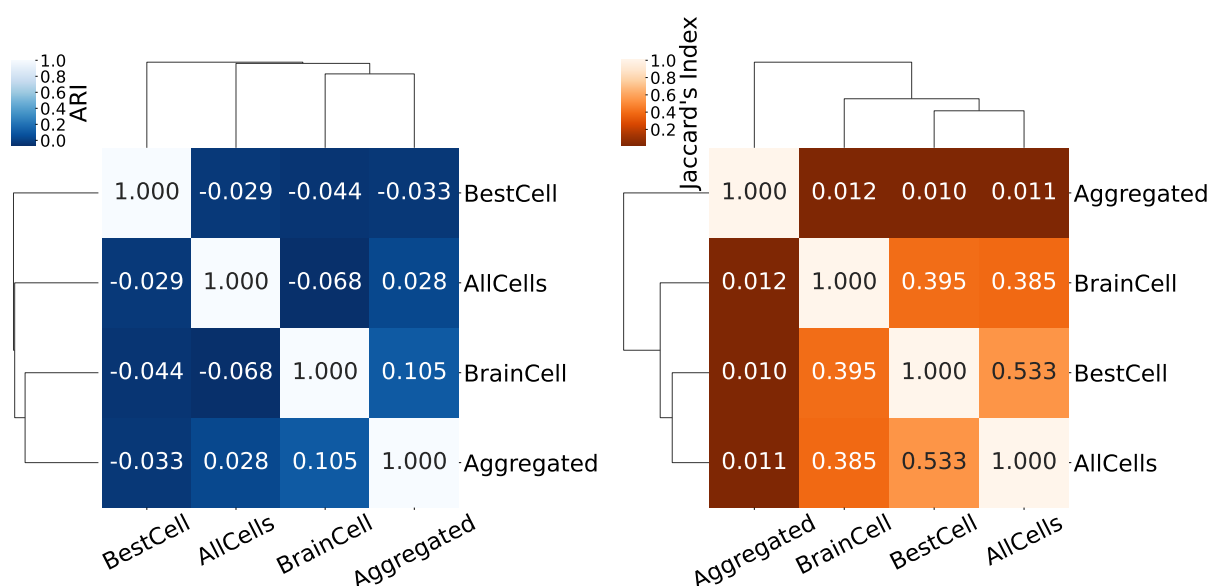 1.0
0.8
0.6
0.4
0.2
0.0
ARI
1.000 -0.029 -0.044 -0.033 BestCell
-0.029 1.000 -0.068 0.028 AllCells
-0.044 -0.068 1.000 0.105 BrainCell
-0.033 0.028 0.105 1.000 Aggregated
BestCell AllCells BrainCell Aggregated
1.0
0.8
0.6
0.4
0.2
Jaccard's Index
1.000 0.012 0.010 0.011 Aggregated
0.012 1.000 0.395 0.385 BrainCell
0.010 0.395 1.000 0.533 BestCell
0.011 0.385 0.533 1.000 AllCells
Aggregated BrainCell BestCell AllCells